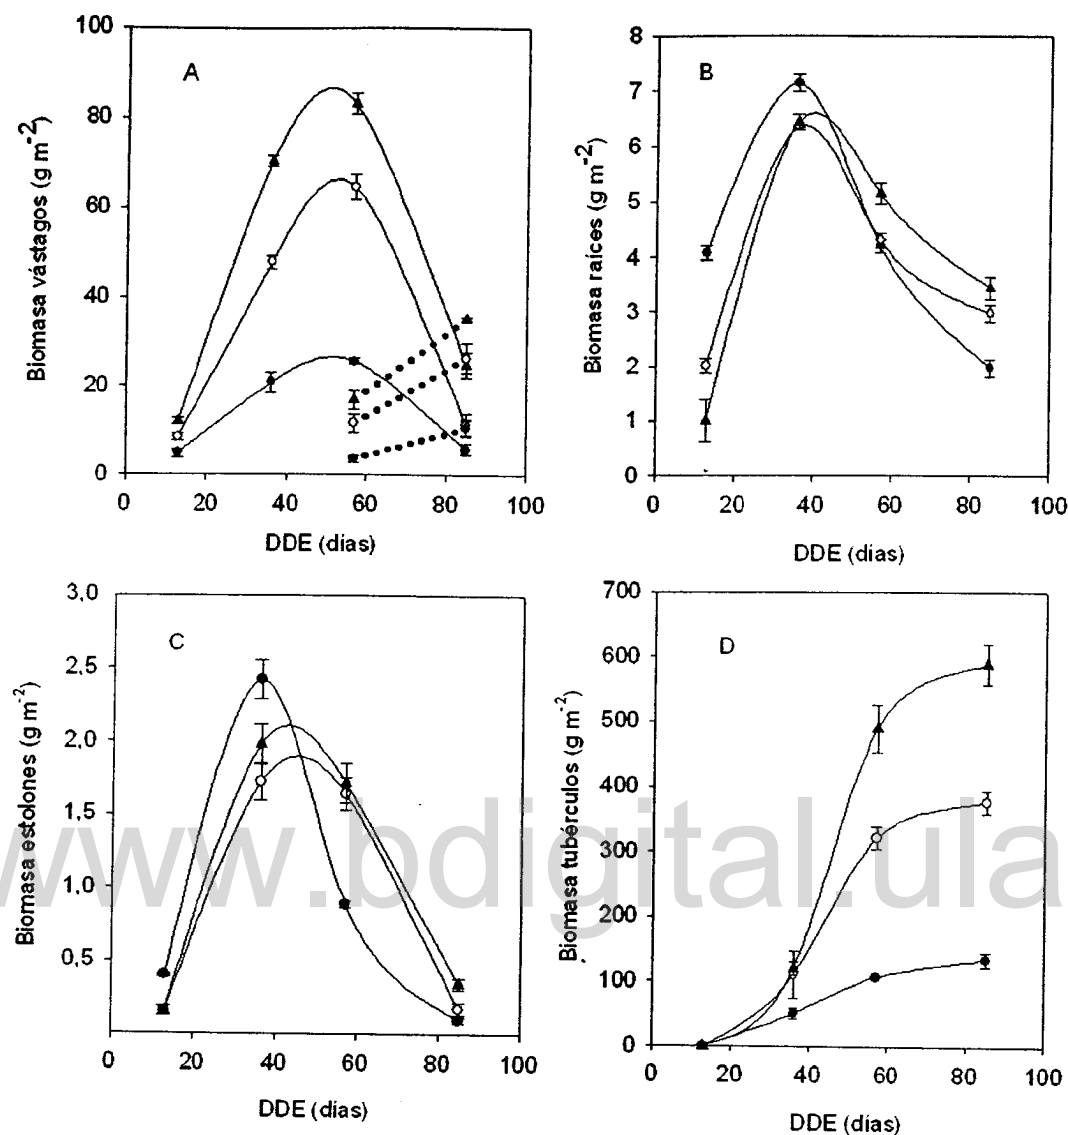 A
Biomasa vástagos (g m-2)
100
80
60
40
20
0
0 20 40 60 80 100
DDE (días)
B
Biomasa raíces (g m-2)
8
7
6
5
4
3
2
1
0
0 20 40 60 80 100
DDE (días)
C
Biomasa estolones (g m-2)
3,0
2,5
2,0
1,5
1,0
0,5
0 20 40 60 80 100
DDE (días)
D
Biomasa tubérculos (g m-2)
700
600
500
400
300
200
100
0
0 20 40 60 80 100
DDE (días)
www.bdigital.ula